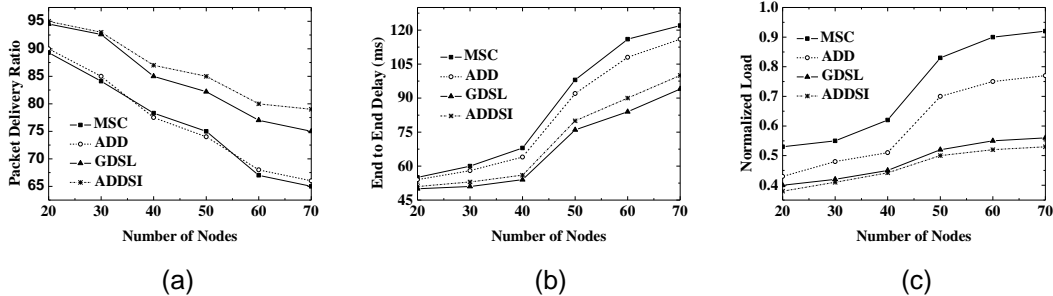 95
90
85
80
75
70
65
20 30 40 50 60 70
Packet Delivery Ratio
Number of Nodes
MSC
ADD
GDSL
ADDSI
(a)
120
105
90
75
60
45
20 30 40 50 60 70
End to End Delay (ms)
Number of Nodes
MSC
ADD
GDSL
ADDSI
(b)
1.0
0.9
0.8
0.7
0.6
0.5
0.4
20 30 40 50 60 70
Normalized Load
Number of Nodes
MSC
ADD
GDSL
ADDSI
(c)